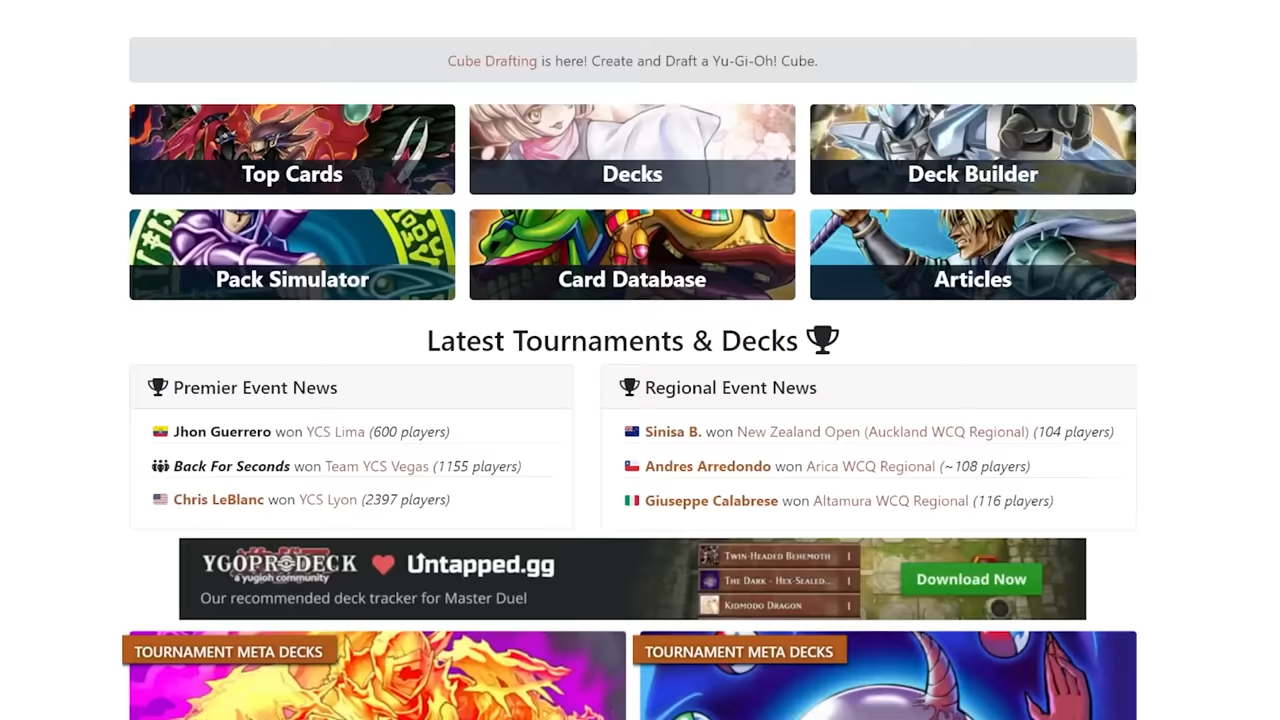 Cube Drafting is here! Create and Draft a Yu-Gi-Oh! Cube.
Top Cards
Decks
Deck Builder
Pack Simulator
Card Database
Articles
Latest Tournaments & Decks
Premier Event News
Jhon Guerrero won YCS Lima (600 players)
Back For Seconds won Team YCS Vegas (1155 players)
Chris LeBlanc won YCS Lyon (2397 players)
Regional Event News
Sinisa B. won New Zealand Open (Auckland WCQ Regional) (104 players)
Andres Arredondo won Arica WCQ Regional (~108 players)
Giuseppe Calabrese won Altamura WCQ Regional (116 players)
YGOPRODECK
a yugioh community
Untapped.gg
Our recommended deck tracker for Master Duel
Twin-Headed Behemoth 1
The Dark - Hex-Sealed... 1
Kidmodo Dragon 1
Download Now
TOURNAMENT META DECKS
TOURNAMENT META DECKS